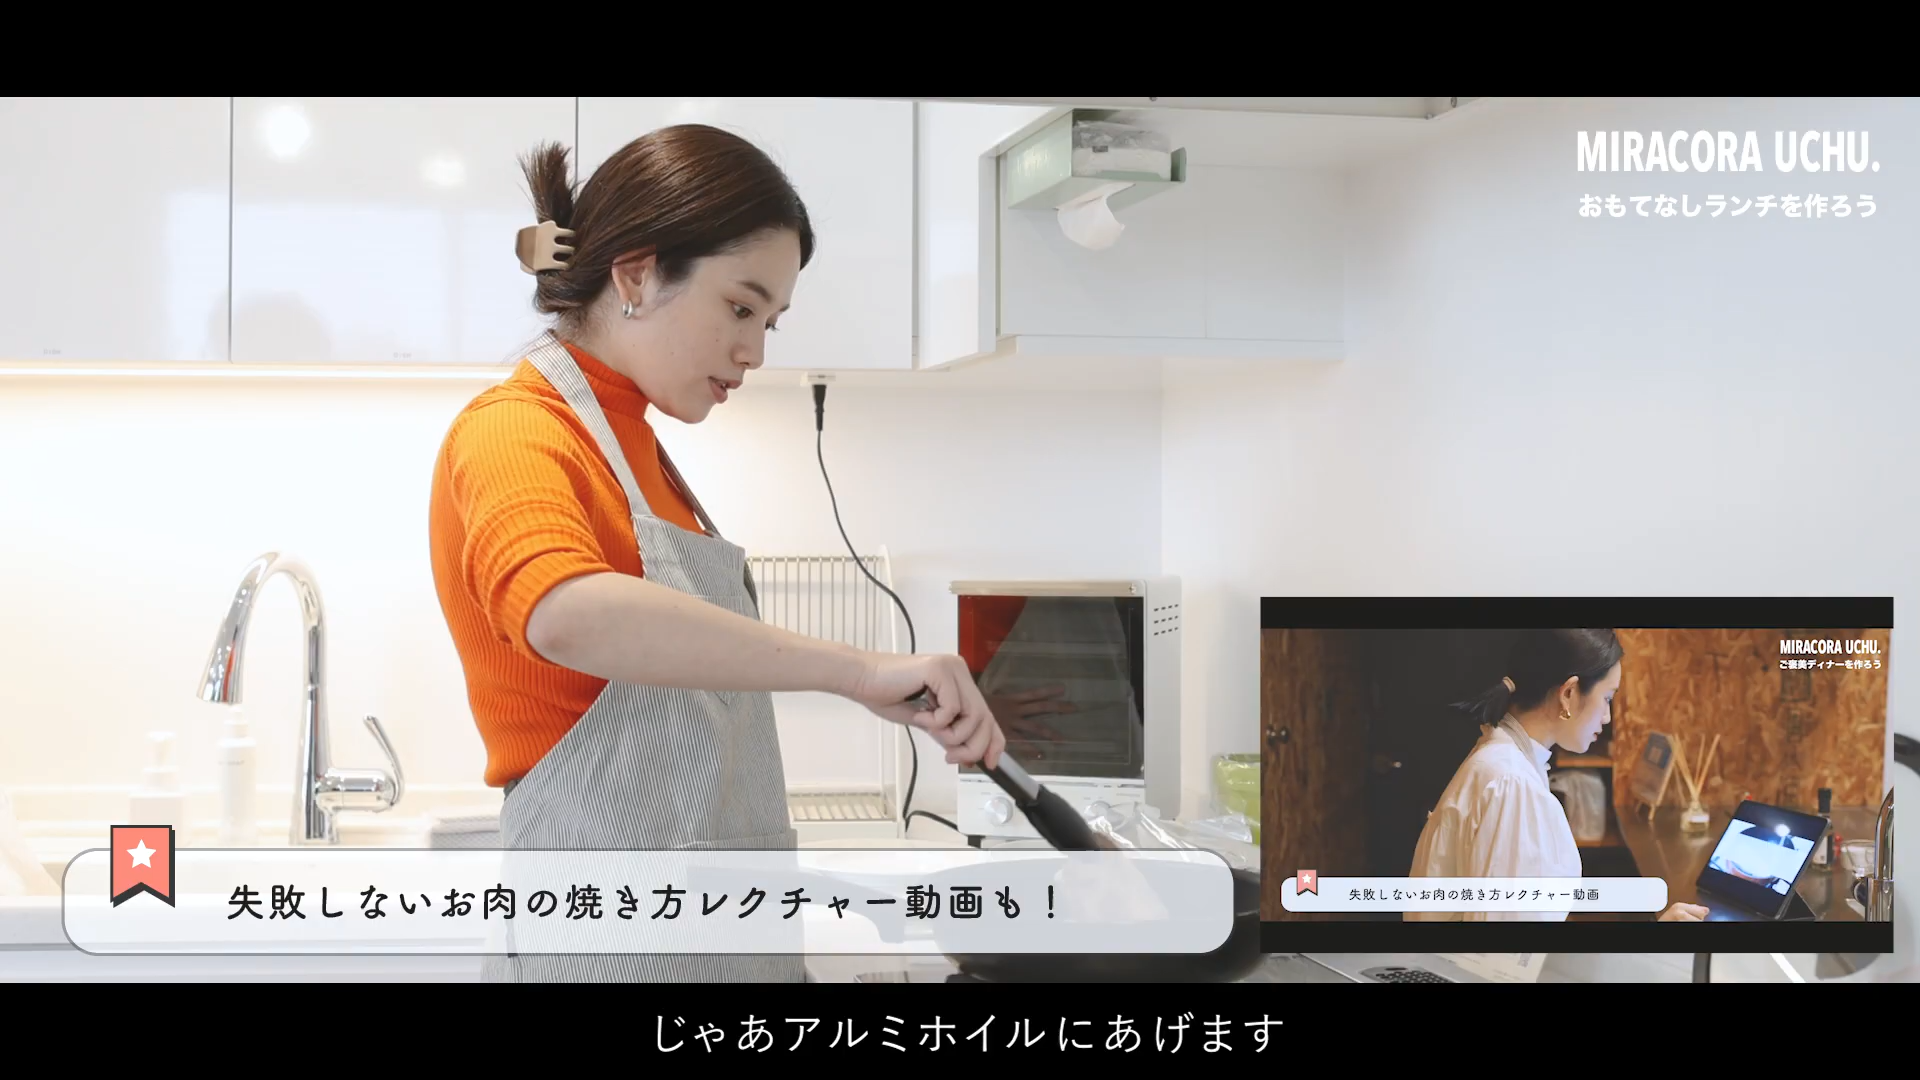 MIRACORA UCHU.
おもてなしランチを作ろう
MIRACORA UCHU.
ご褒美ディナーを作ろう
失敗しないお肉の焼き方レクチャー動画
失敗しないお肉の焼き方レクチャー動画も！
じゃあアルミホイルにあげます